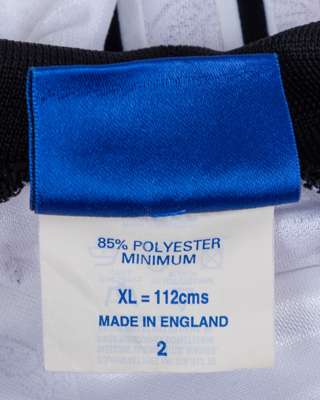 85% POLYESTER
MINIMUM
XL = 112cms
MADE IN ENGLAND
2